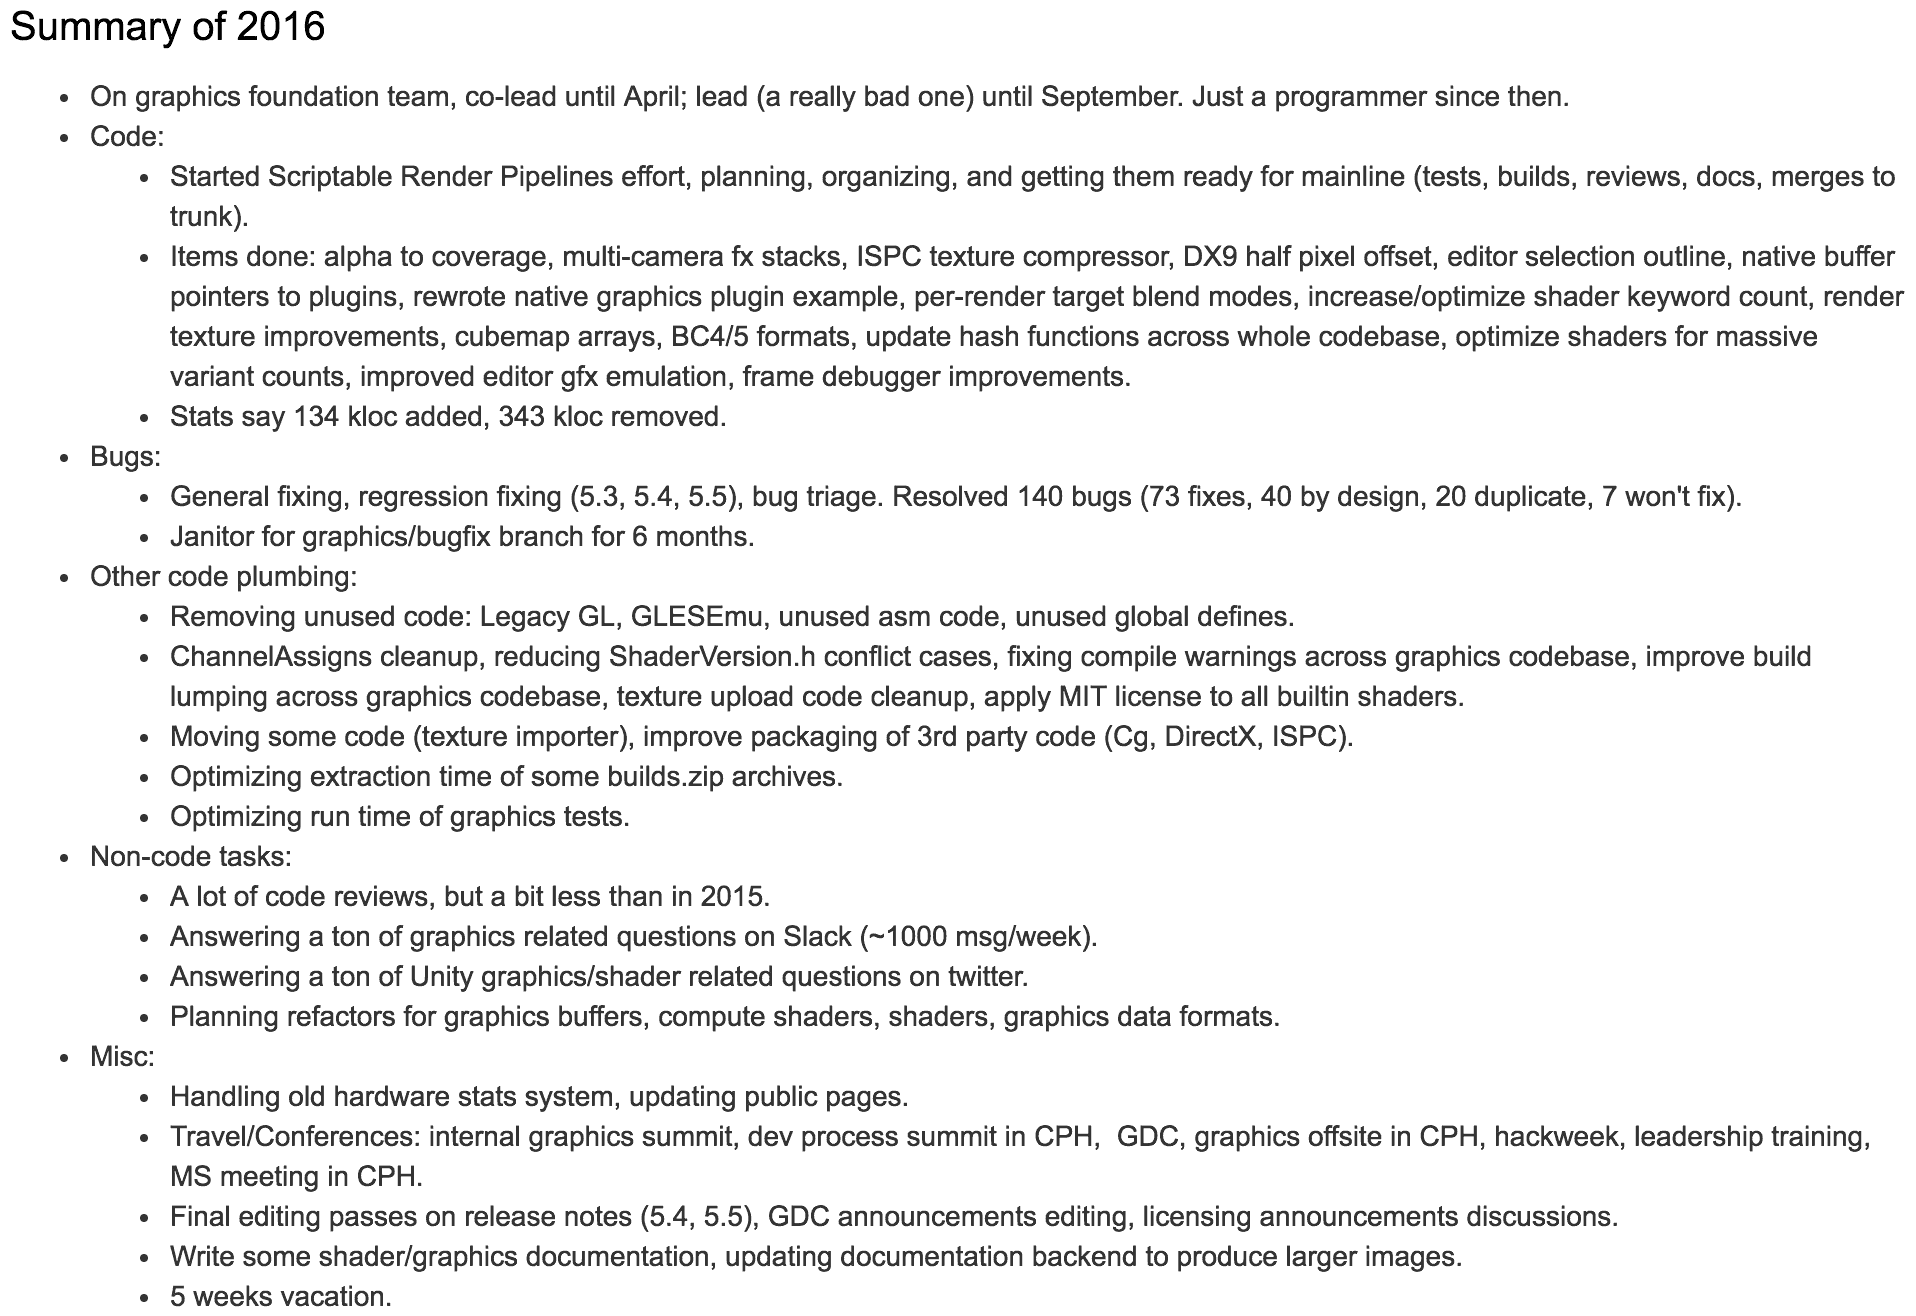 Summary of 2016
• On graphics foundation team, co-lead until April; lead (a really bad one) until September. Just a programmer since then.
• Code:
• Started Scriptable Render Pipelines effort, planning, organizing, and getting them ready for mainline (tests, builds, reviews, docs, merges to
trunk).
• Items done: alpha to coverage, multi-camera fx stacks, ISPC texture compressor, DX9 half pixel offset, editor selection outline, native buffer
pointers to plugins, rewrote native graphics plugin example, per-render target blend modes, increase/optimize shader keyword count, render
texture improvements, cubemap arrays, BC4/5 formats, update hash functions across whole codebase, optimize shaders for massive
variant counts, improved editor gfx emulation, frame debugger improvements.
• Stats say 134 kloc added, 343 kloc removed.
• Bugs:
• General fixing, regression fixing (5.3, 5.4, 5.5), bug triage. Resolved 140 bugs (73 fixes, 40 by design, 20 duplicate, 7 won't fix).
• Janitor for graphics/bugfix branch for 6 months.
• Other code plumbing:
• Removing unused code: Legacy GL, GLESEmu, unused asm code, unused global defines.
• ChannelAssigns cleanup, reducing ShaderVersion.h conflict cases, fixing compile warnings across graphics codebase, improve build
lumping across graphics codebase, texture upload code cleanup, apply MIT license to all builtin shaders.
• Moving some code (texture importer), improve packaging of 3rd party code (Cg, DirectX, ISPC).
• Optimizing extraction time of some builds.zip archives.
• Optimizing run time of graphics tests.
• Non-code tasks:
• A lot of code reviews, but a bit less than in 2015.
• Answering a ton of graphics related questions on Slack (~1000 msg/week).
• Answering a ton of Unity graphics/shader related questions on twitter.
• Planning refactors for graphics buffers, compute shaders, shaders, graphics data formats.
• Misc:
• Handling old hardware stats system, updating public pages.
• Travel/Conferences: internal graphics summit, dev process summit in CPH,  GDC, graphics offsite in CPH, hackweek, leadership training,
MS meeting in CPH.
• Final editing passes on release notes (5.4, 5.5), GDC announcements editing, licensing announcements discussions.
• Write some shader/graphics documentation, updating documentation backend to produce larger images.
• 5 weeks vacation.